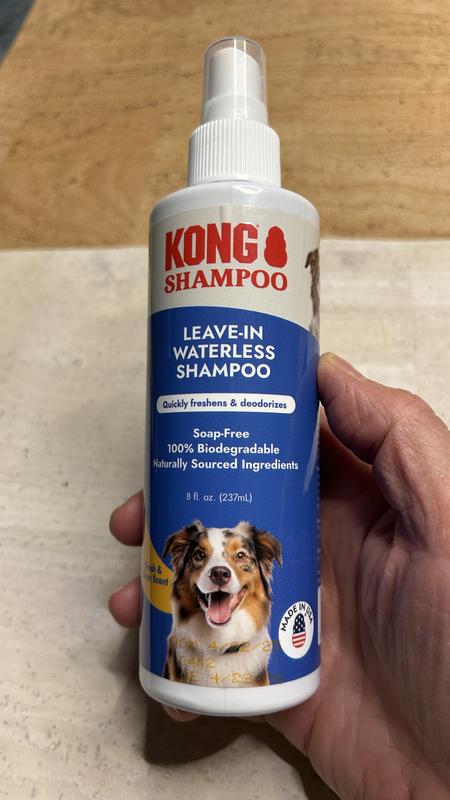 KONG
SHAMPOO
LEAVE-IN
WATERLESS
SHAMPOO
Quickly freshens & deodorizes
Soap-Free
100% Biodegradable
Naturally Sourced Ingredients
8 fl. oz. (237mL)
&
Scent
MADE IN USA